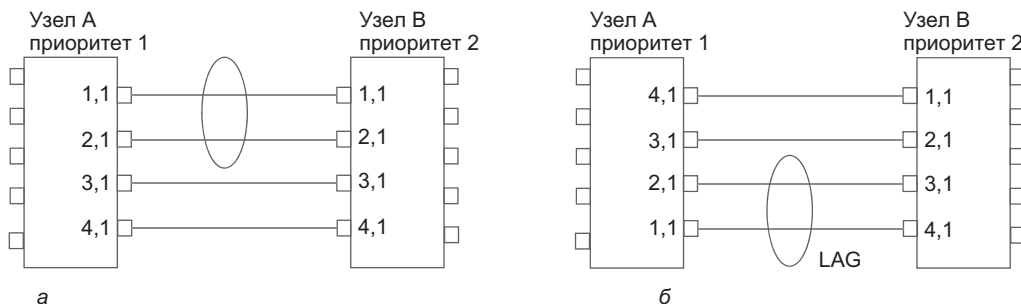 Узел А
приоритет 1
Узел В
приоритет 2
1,1
1,1
2,1
2,1
3,1
3,1
4,1
4,1
а
Узел А
приоритет 1
Узел В
приоритет 2
4,1
1,1
3,1
2,1
2,1
3,1
1,1
4,1
LAG
б